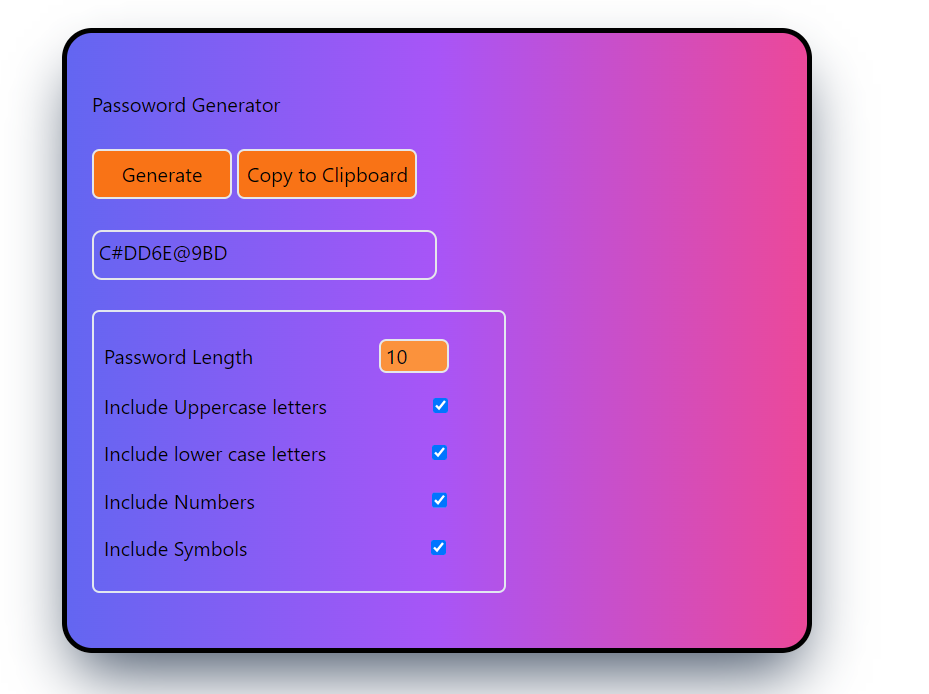 Passoword Generator
Generate Copy to Clipboard
C#DD6E@9BD
Password Length 10
Include Uppercase letters
Include lower case letters
Include Numbers
Include Symbols